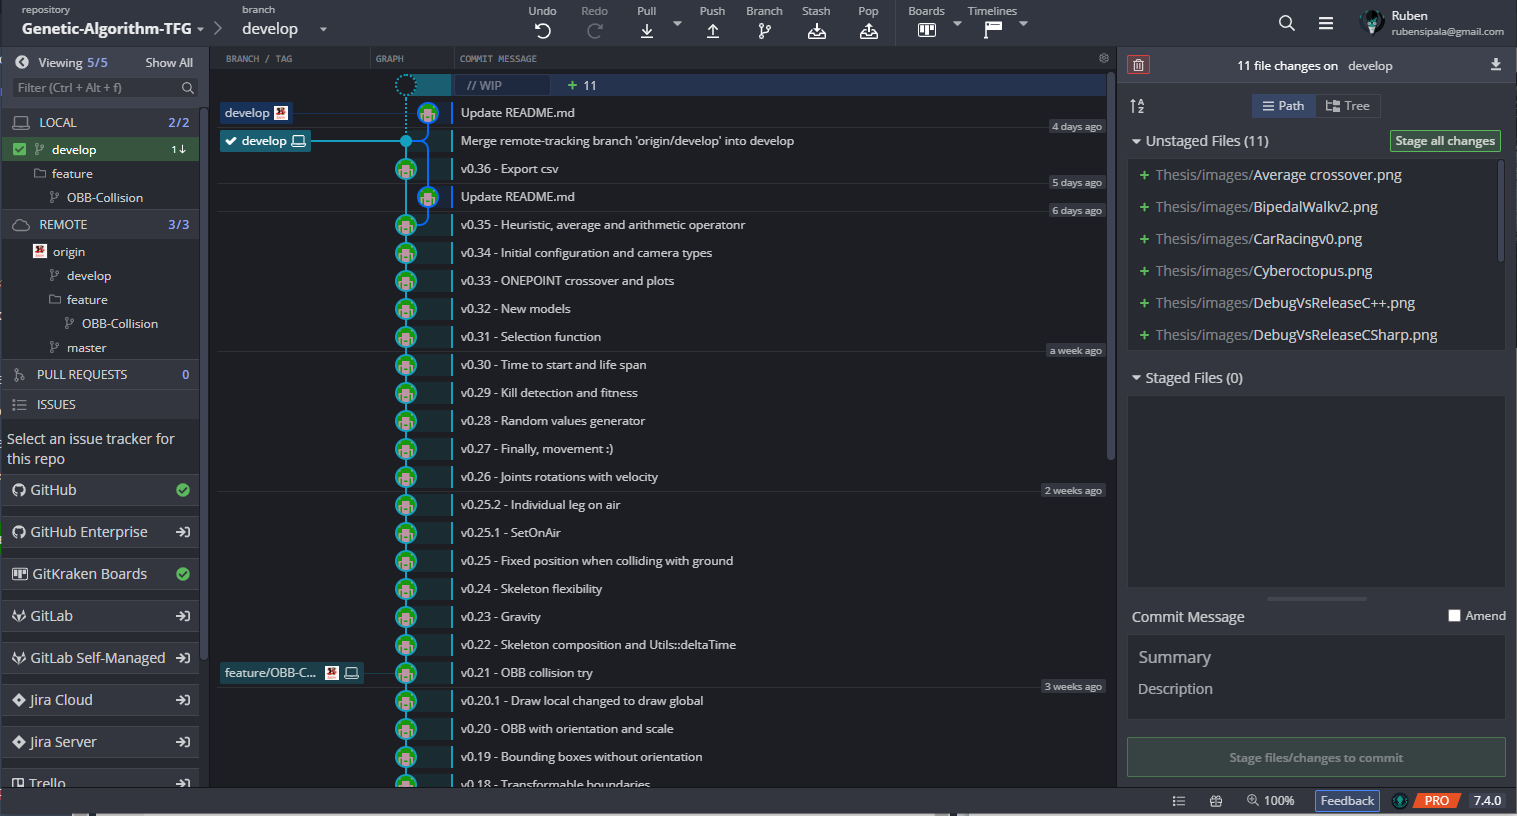 repository
Genetic-Algorithm-TFG
branch
develop
Undo
Redo
Pull
Push
Branch
Stash
Pop
Boards
Timelines
Ruben
rubensipala@gmail.com
Viewing 5/5
Show All
Filter (Ctrl + Alt + f)
LOCAL 2/2
develop 1
feature
OBB-Collision
REMOTE 3/3
origin
develop
feature
OBB-Collision
master
PULL REQUESTS 0
ISSUES
Select an issue tracker for
this repo
GitHub
GitHub Enterprise
GitKraken Boards
GitLab
GitLab Self-Managed
Jira Cloud
Jira Server
Trello
BRANCH / TAG
GRAPH
COMMIT MESSAGE
// WIP
+ 11
develop
Update README.md
4 days ago
develop
Merge remote-tracking branch 'origin/develop' into develop
v0.36 - Export csv
5 days ago
Update README.md
6 days ago
v0.35 - Heuristic, average and arithmetic operatonr
v0.34 - Initial configuration and camera types
v0.33 - ONEPOINT crossover and plots
v0.32 - New models
v0.31 - Selection function
a week ago
v0.30 - Time to start and life span
v0.29 - Kill detection and fitness
v0.28 - Random values generator
v0.27 - Finally, movement :)
v0.26 - Joints rotations with velocity
2 weeks ago
v0.25.2 - Individual leg on air
v0.25.1 - SetOnAir
v0.25 - Fixed position when colliding with ground
v0.24 - Skeleton flexibility
v0.23 - Gravity
v0.22 - Skeleton composition and Utils::deltaTime
feature/OBB-C...
v0.21 - OBB collision try
3 weeks ago
v0.20.1 - Draw local changed to draw global
v0.20 - OBB with orientation and scale
v0.19 - Bounding boxes without orientation
v0.18 - Transformable boundaries
11 file changes on develop
Path
Tree
Unstaged Files (11)
Stage all changes
+ Thesis/images/Average crossover.png
+ Thesis/images/BipedalWalkv2.png
+ Thesis/images/CarRacingv0.png
+ Thesis/images/Cyberoctopus.png
+ Thesis/images/DebugVsReleaseC++.png
+ Thesis/images/DebugVsReleaseCSharp.png
Staged Files (0)
Commit Message
Amend
Summary
Description
Stage files/changes to commit
100%
Feedback
PRO
7.4.0